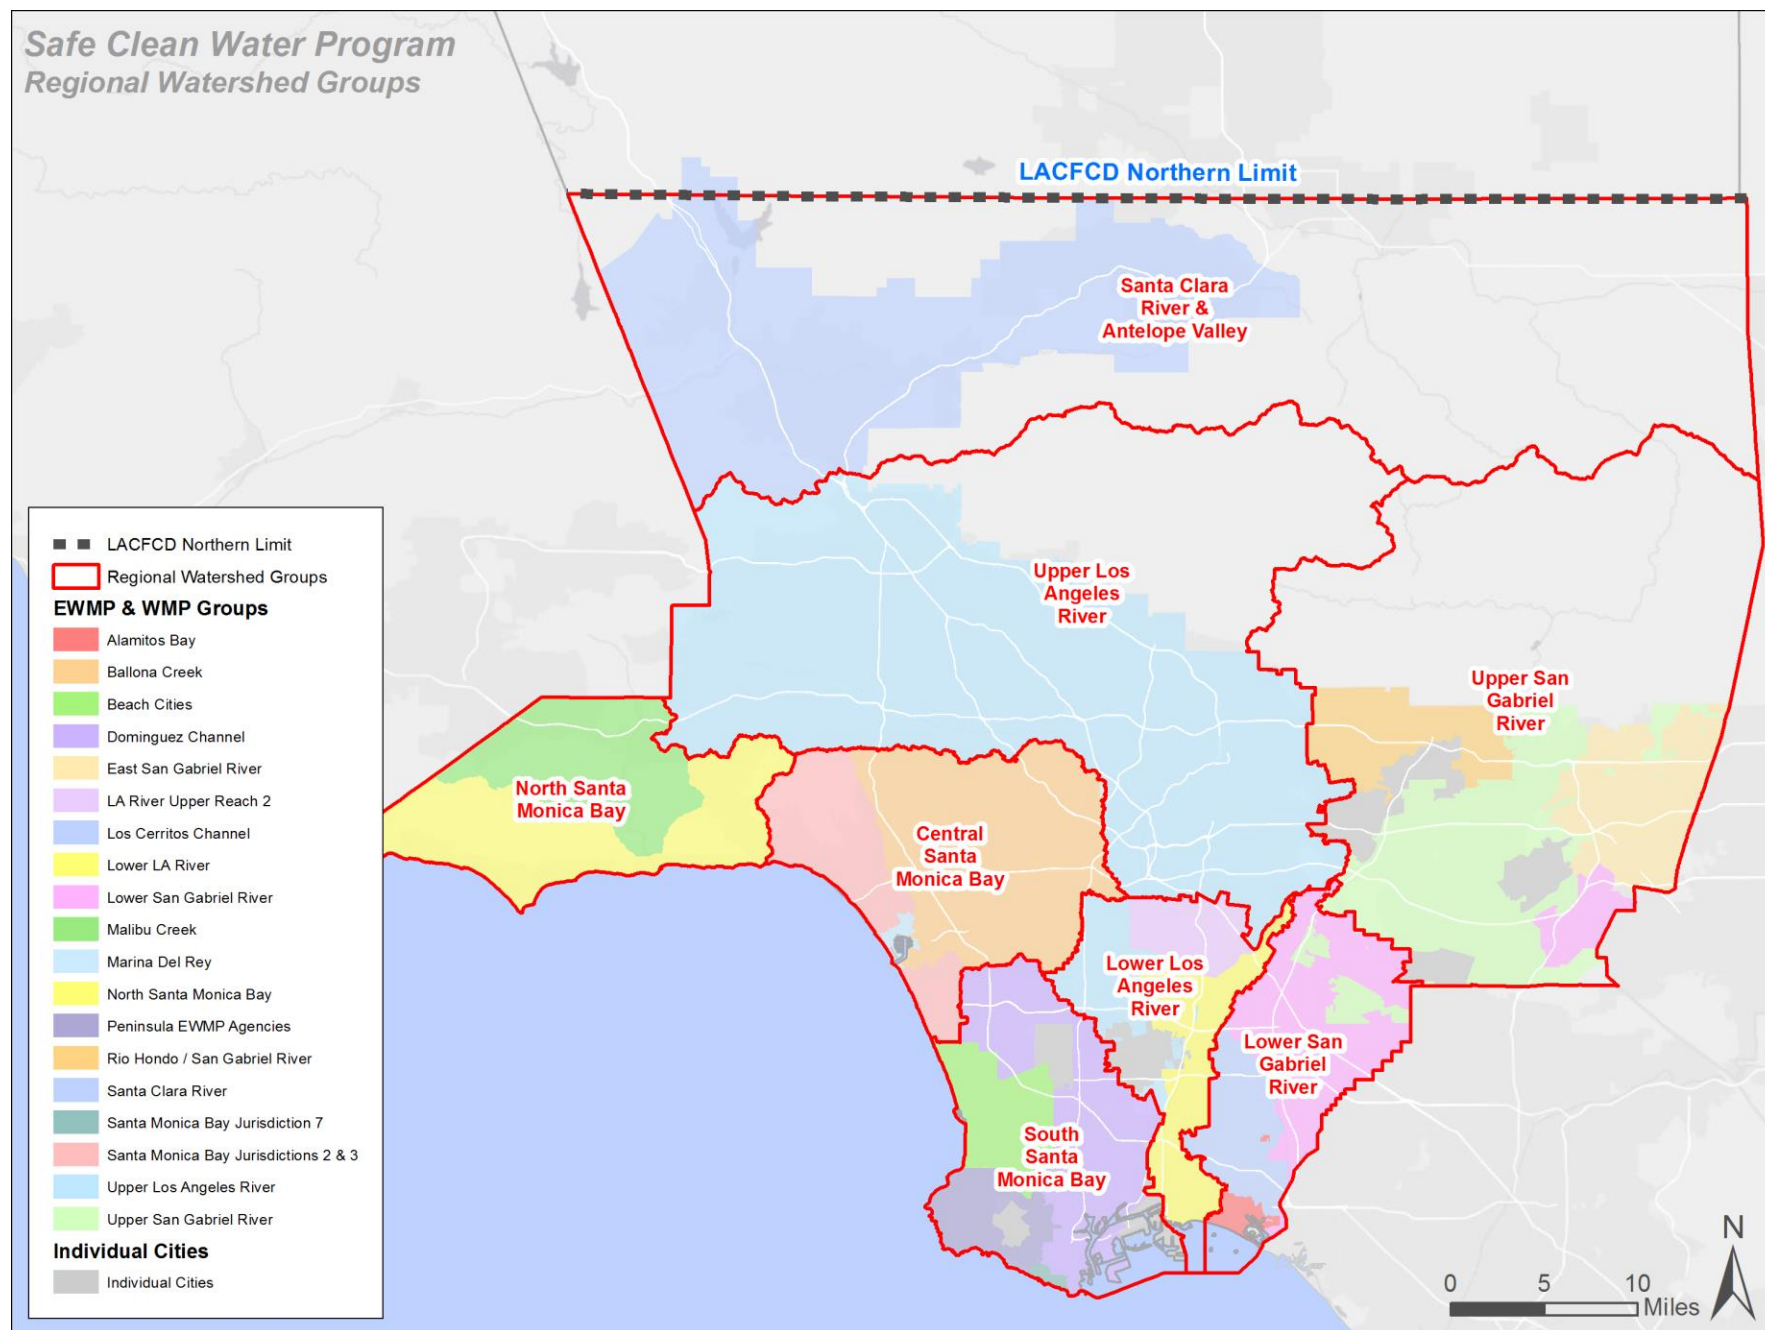 Safe Clean Water Program
Regional Watershed Groups
LACFCD Northern Limit
Santa Clara
River &
Antelope Valley
Upper Los
Angeles
River
Upper San
Gabriel
River
North Santa
Monica Bay
Central
Santa
Monica Bay
Lower Los
Angeles
River
Lower San
Gabriel
River
South
Santa
Monica Bay
LACFCD Northern Limit
Regional Watershed Groups
EWMP & WMP Groups
Alamitos Bay
Ballona Creek
Beach Cities
Dominguez Channel
East San Gabriel River
LA River Upper Reach 2
Los Cerritos Channel
Lower LA River
Lower San Gabriel River
Malibu Creek
Marina Del Rey
North Santa Monica Bay
Peninsula EWMP Agencies
Rio Hondo / San Gabriel River
Santa Clara River
Santa Monica Bay Jurisdiction 7
Santa Monica Bay Jurisdictions 2 & 3
Upper Los Angeles River
Upper San Gabriel River
Individual Cities
Individual Cities
N
0 5 10
Miles